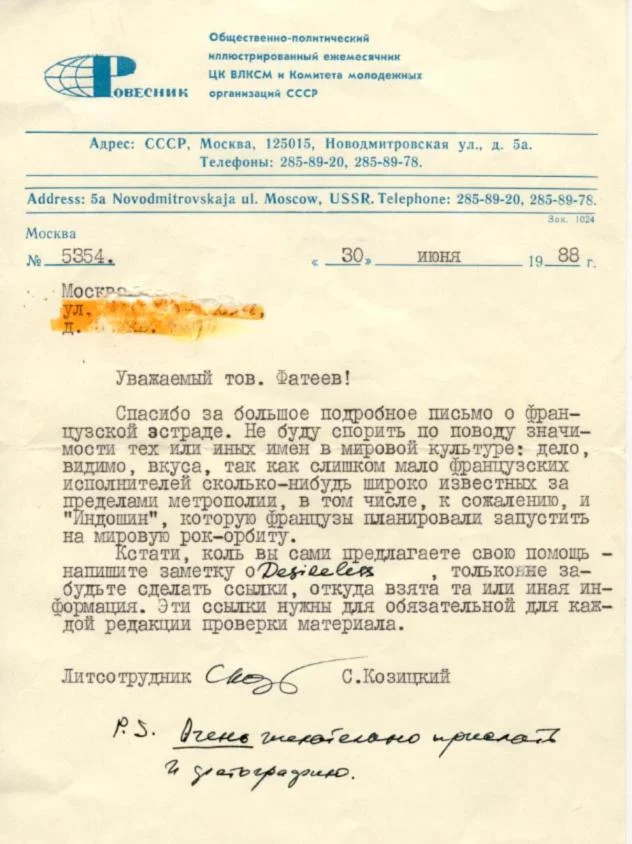 Общественно-политический
иллюстрированный ежемесячник
ЦК ВЛКСМ и Комитета молодежных
организаций СССР
Ровесник
Адрес: СССР, Москва, 125015, Новодмитровская ул., д. 5а.
Телефоны: 285-89-20, 285-89-78.
Address: 5a Novodmitrovskaja ul. Moscow, USSR. Telephone: 285-89-20, 285-89-78.
Зак. 1024
Москва
№ 5354. « 30 » июня 19 88 г.
Москва
ул.
д.
Уважаемый тов. Фатеев!
Спасибо за большое подробное письмо о фран-
цузской эстраде. Не буду спорить по поводу значи-
мости тех или иных имен в мировой культуре: дело,
видимо, вкуса, так как слишком мало французских
исполнителей сколько-нибудь широко известных за
пределами метрополии, в том числе, к сожалению, и
"Индошин", которую французы планировали запустить
на мировую рок-орбиту.
Кстати, коль вы сами предлагаете свою помощь -
напишите заметку о Desireless , только не за-
будьте сделать ссылки, откуда взята та или иная ин-
формация. Эти ссылки нужны для обязательной для каж-
дой редакции проверки материала.
Литсотрудник С.Козицкий
P.S. Очень желательно прислать
и фотографию.